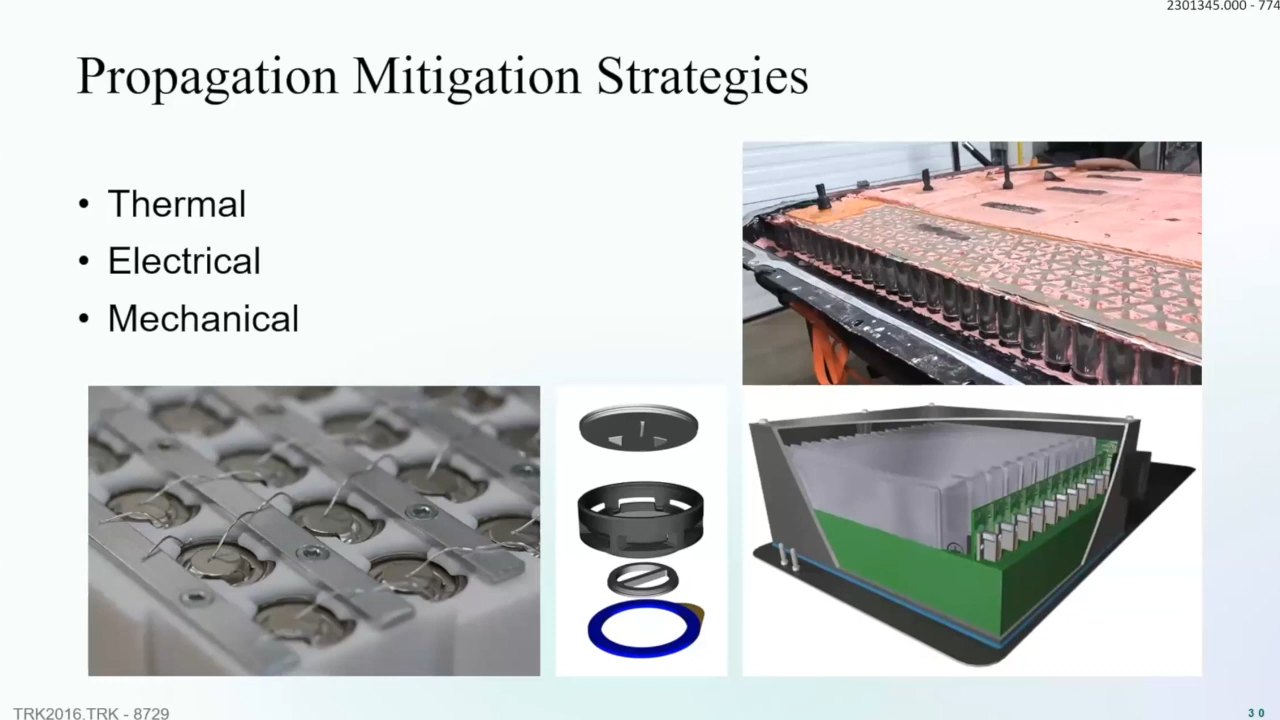 2301345.000 - 774
Propagation Mitigation Strategies
• Thermal
• Electrical
• Mechanical
TRK2016.TRK - 8729
30